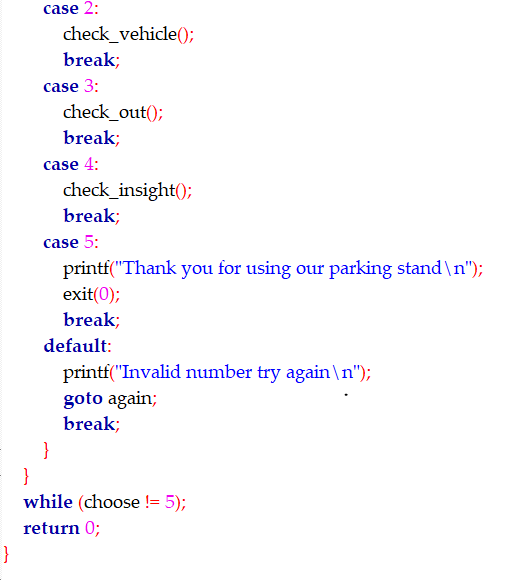 case 2:
check_vehicle();
break;
case 3:
check_out();
break;
case 4:
check_insight();
break;
case 5:
printf("Thank you for using our parking stand\n");
exit(0);
break;
default:
printf("Invalid number try again\n");
goto again;
break;
}
}
while (choose != 5);
return 0;
}